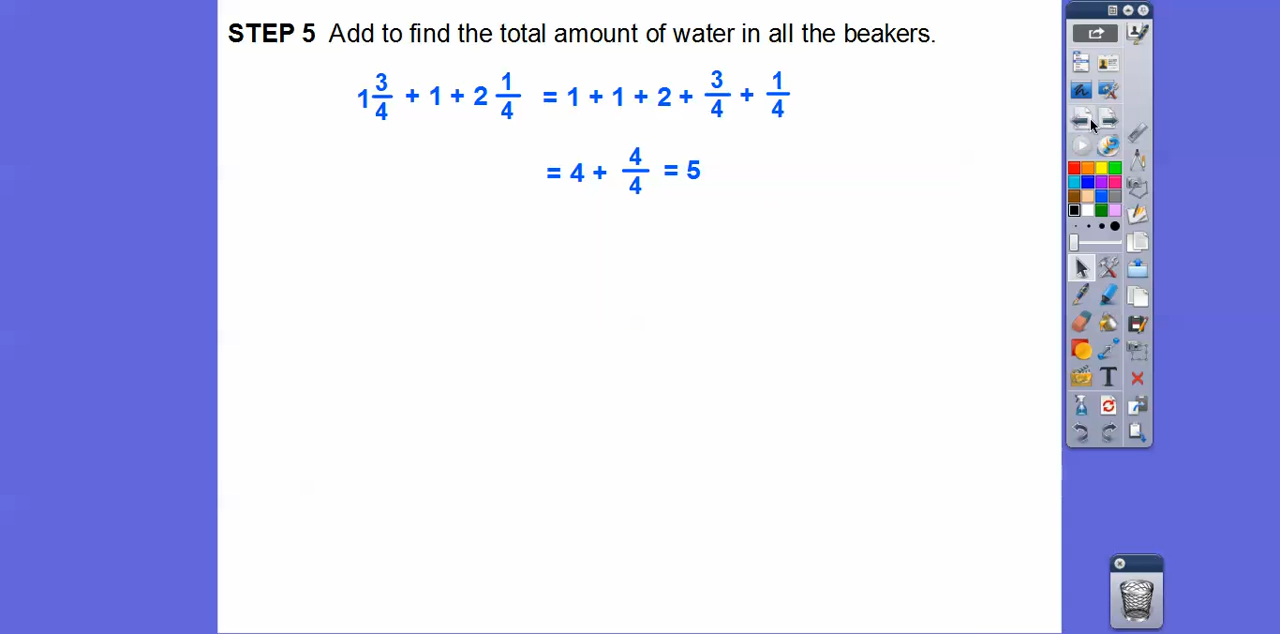 STEP 5 Add to find the total amount of water in all the beakers.
1 3/4 + 1 + 2 1/4 = 1 + 1 + 2 + 3/4 + 1/4
= 4 + 4/4 = 5
T